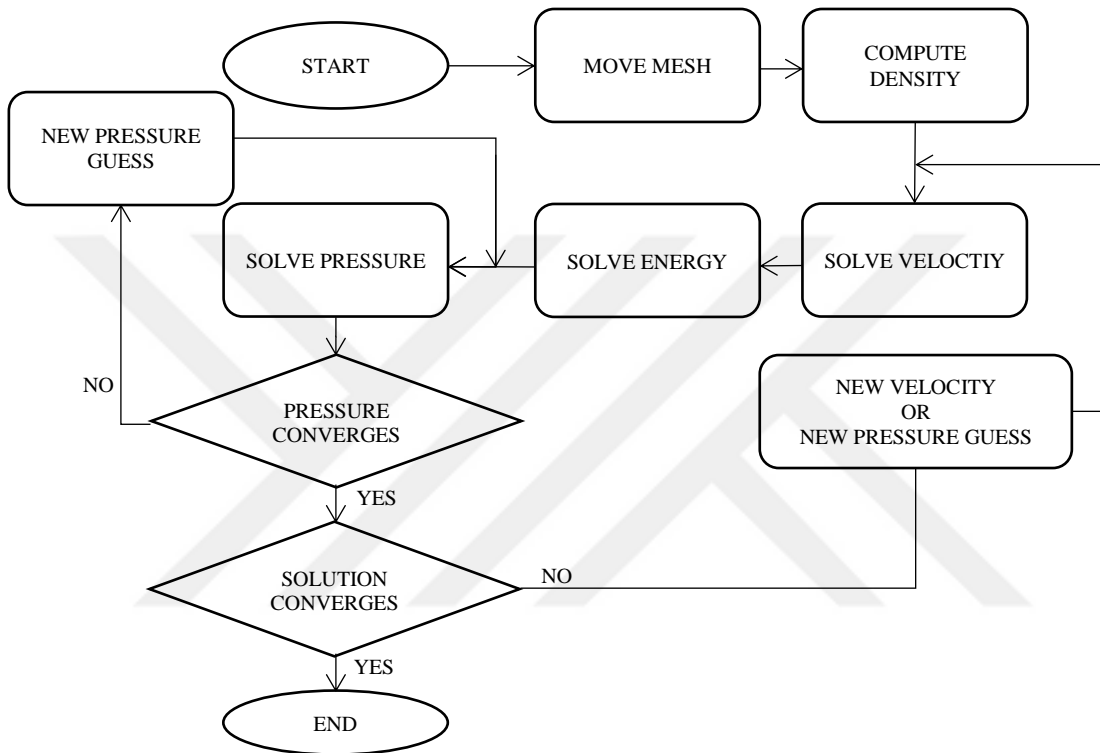 START
MOVE MESH
COMPUTE
DENSITY
NEW PRESSURE
GUESS
SOLVE PRESSURE
SOLVE ENERGY
SOLVE VELOCTIY
NO
PRESSURE
CONVERGES
NEW VELOCITY
OR
NEW PRESSURE GUESS
YES
SOLUTION
CONVERGES
NO
YES
END